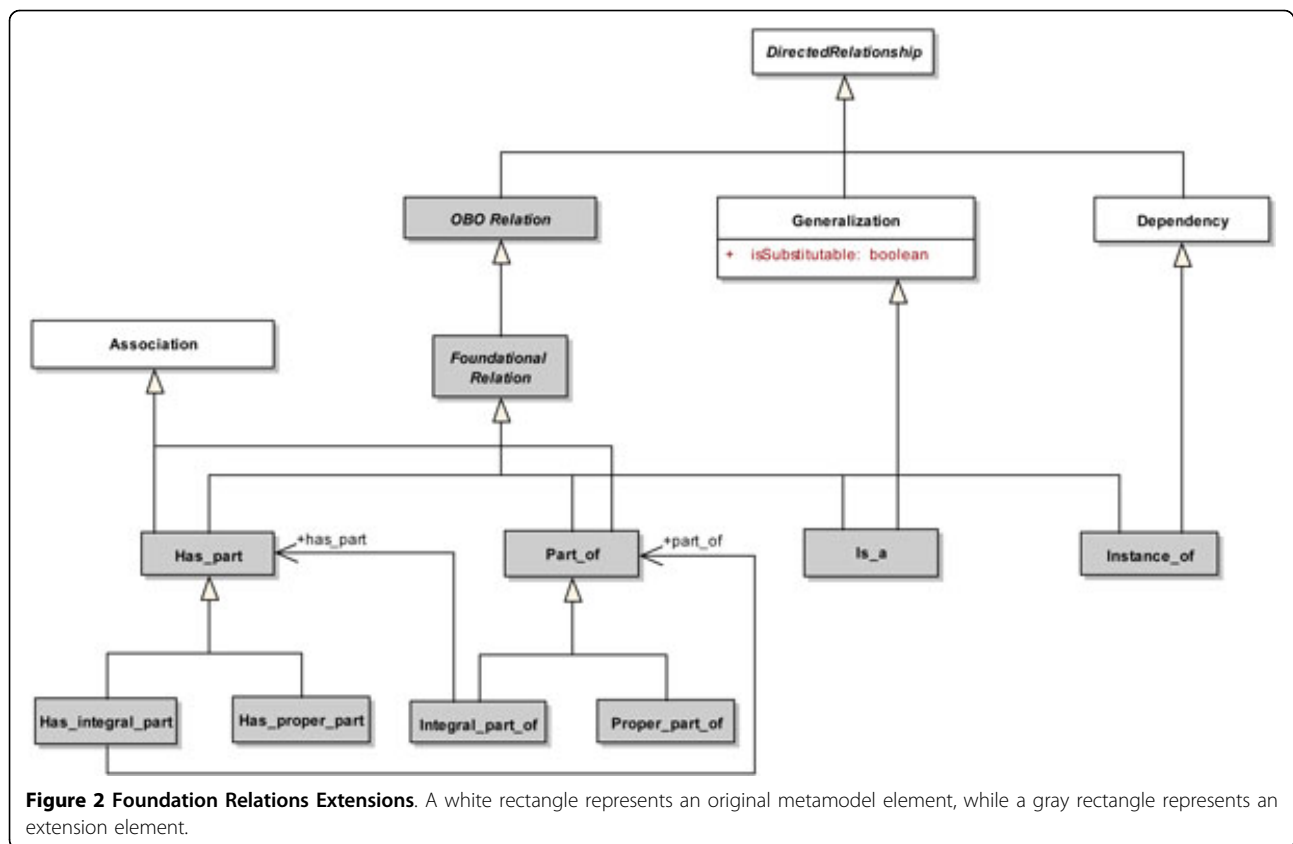 DirectedRelationship
OBO Relation
Generalization
+ isSubstitutable: boolean
Dependency
Association
Foundational
Relation
Has_part
+has_part
Part_of
+part_of
Is_a
Instance_of
Has_integral_part
Has_proper_part
Integral_part_of
Proper_part_of
Figure 2 Foundation Relations Extensions. A white rectangle represents an original metamodel element, while a gray rectangle represents an
extension element.